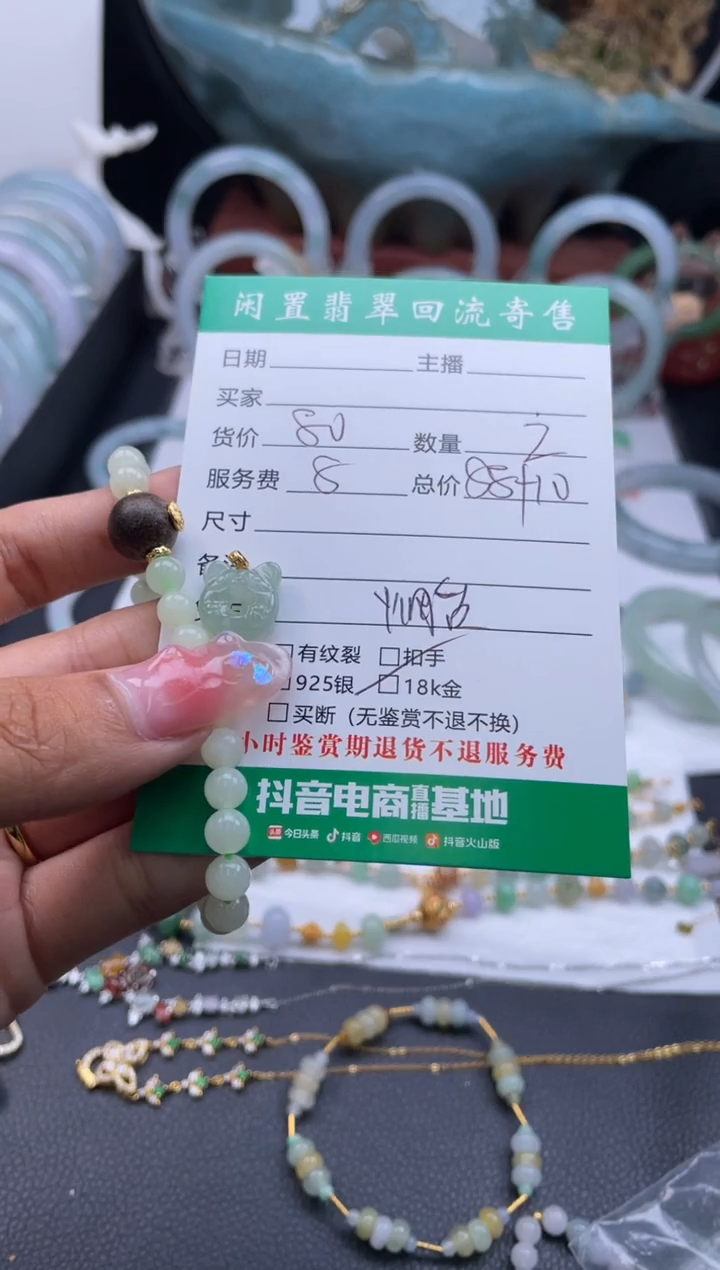 闲置翡翠回流寄售
日期 主播
买家
货价 80 数量 2
服务费 8 总价 88+10
尺寸
备
有纹裂 扣手
925银 18k金
买断（无鉴赏不退不换）
小时鉴赏期退货不退服务费
抖音电商直播基地
头条 今日头条 抖音 西瓜视频 抖音火山版